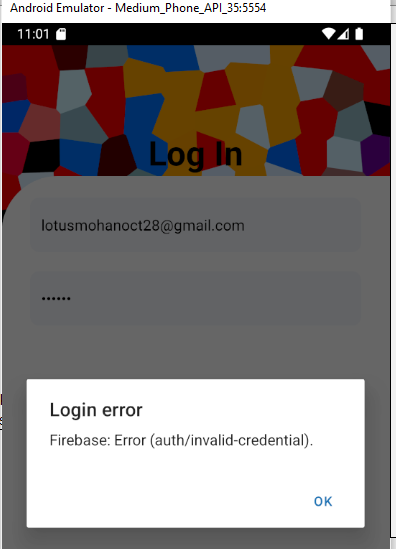 Android Emulator - Medium_Phone_API_35:5554
11:01
Log In
lotusmohanoct28@gmail.com
••••••
Login error
Firebase: Error (auth/invalid-credential).
OK